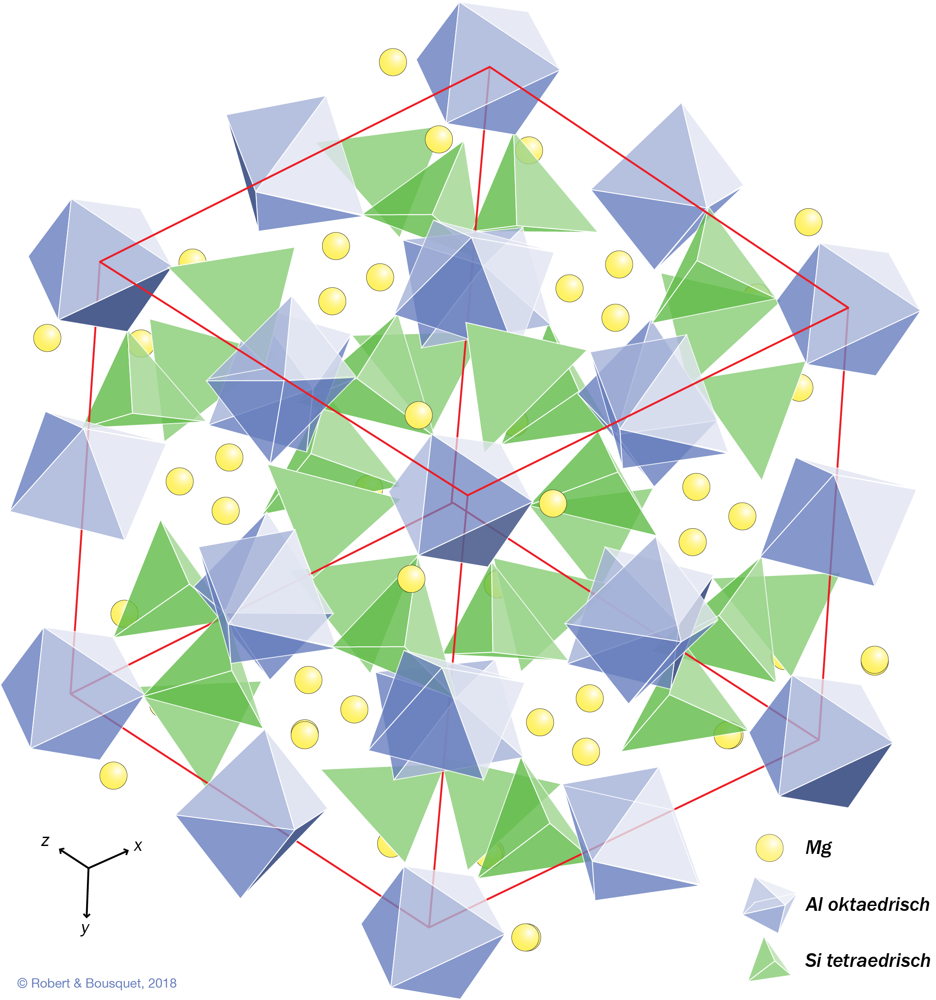 z
x
y
Mg
Al oktaedrisch
Si tetraedrisch
© Robert & Bousquet, 2018